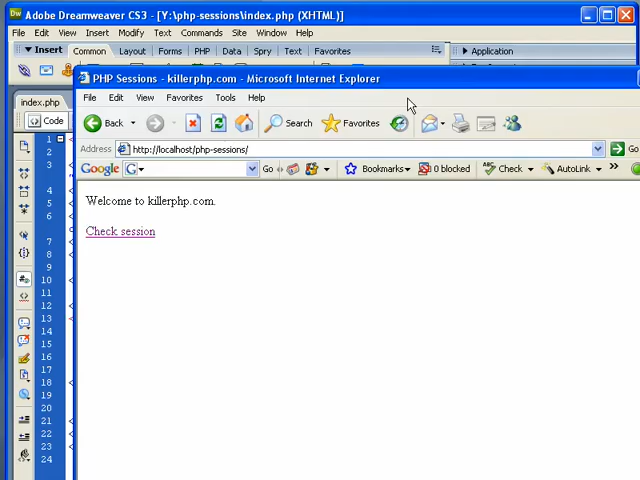 Adobe Dreamweaver CS3 - [Y:\php-sessions\index.php (XHTML)]
File Edit View Insert Modify Text Commands Site Window Help
Insert Common Layout Forms PHP Data Spry Text Favorites Application
PHP Sessions - killerphp.com - Microsoft Internet Explorer
File Edit View Favorites Tools Help
index.php
Code
Back Search Favorites
Address http://localhost/php-sessions/ Go
Google G Go Bookmarks 0 blocked Check AutoLink
Welcome to killerphp.com.
Check session
1
2
3
4
5
6
7
8
9
10
11
12
13
14
15
16
17
18
19
20
21
22
23
24